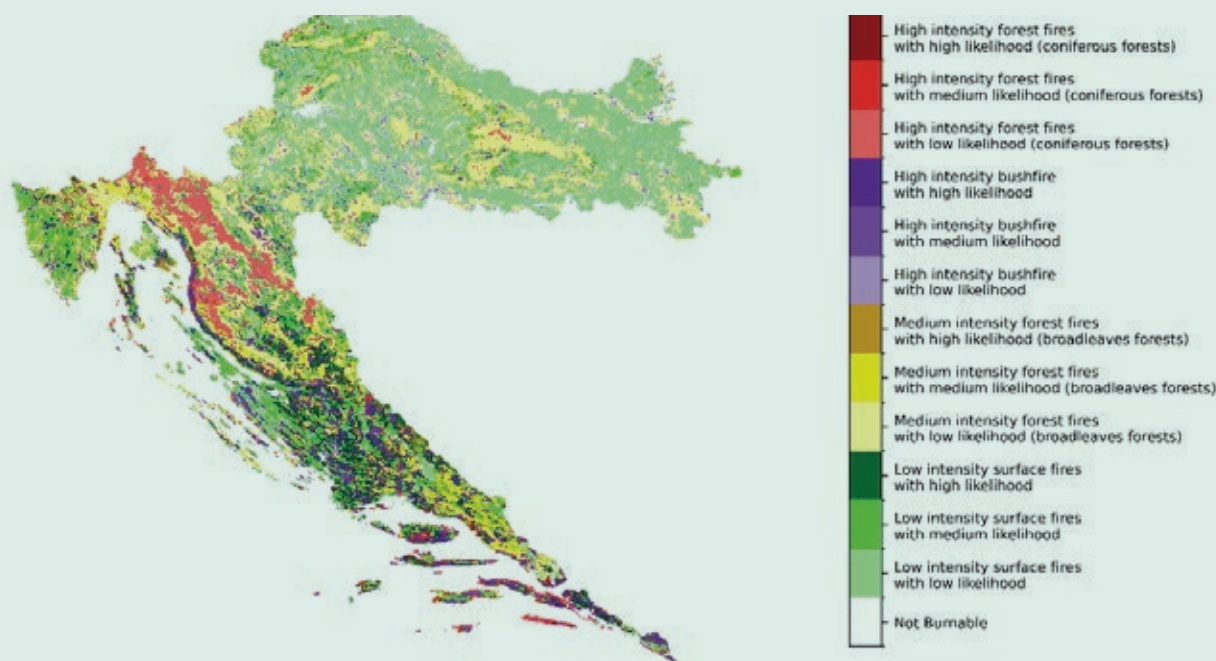 High intensity forest fires
with high likelihood (coniferous forests)
High intensity forest fires
with medium likelihood (coniferous forests)
High intensity forest fires
with low likelihood (coniferous forests)
High intensity bushfire
with high likelihood
High intensity bushfire
with medium likelihood
High intensity bushfire
with low likelihood
Medium intensity forest fires
with high likelihood (broadleaves forests)
Medium intensity forest fires
with medium likelihood (broadleaves forests)
Medium intensity forest fires
with low likelihood (broadleaves forests)
Low intensity surface fires
with high likelihood
Low intensity surface fires
with medium likelihood
Low intensity surface fires
with low likelihood
Not Burnable